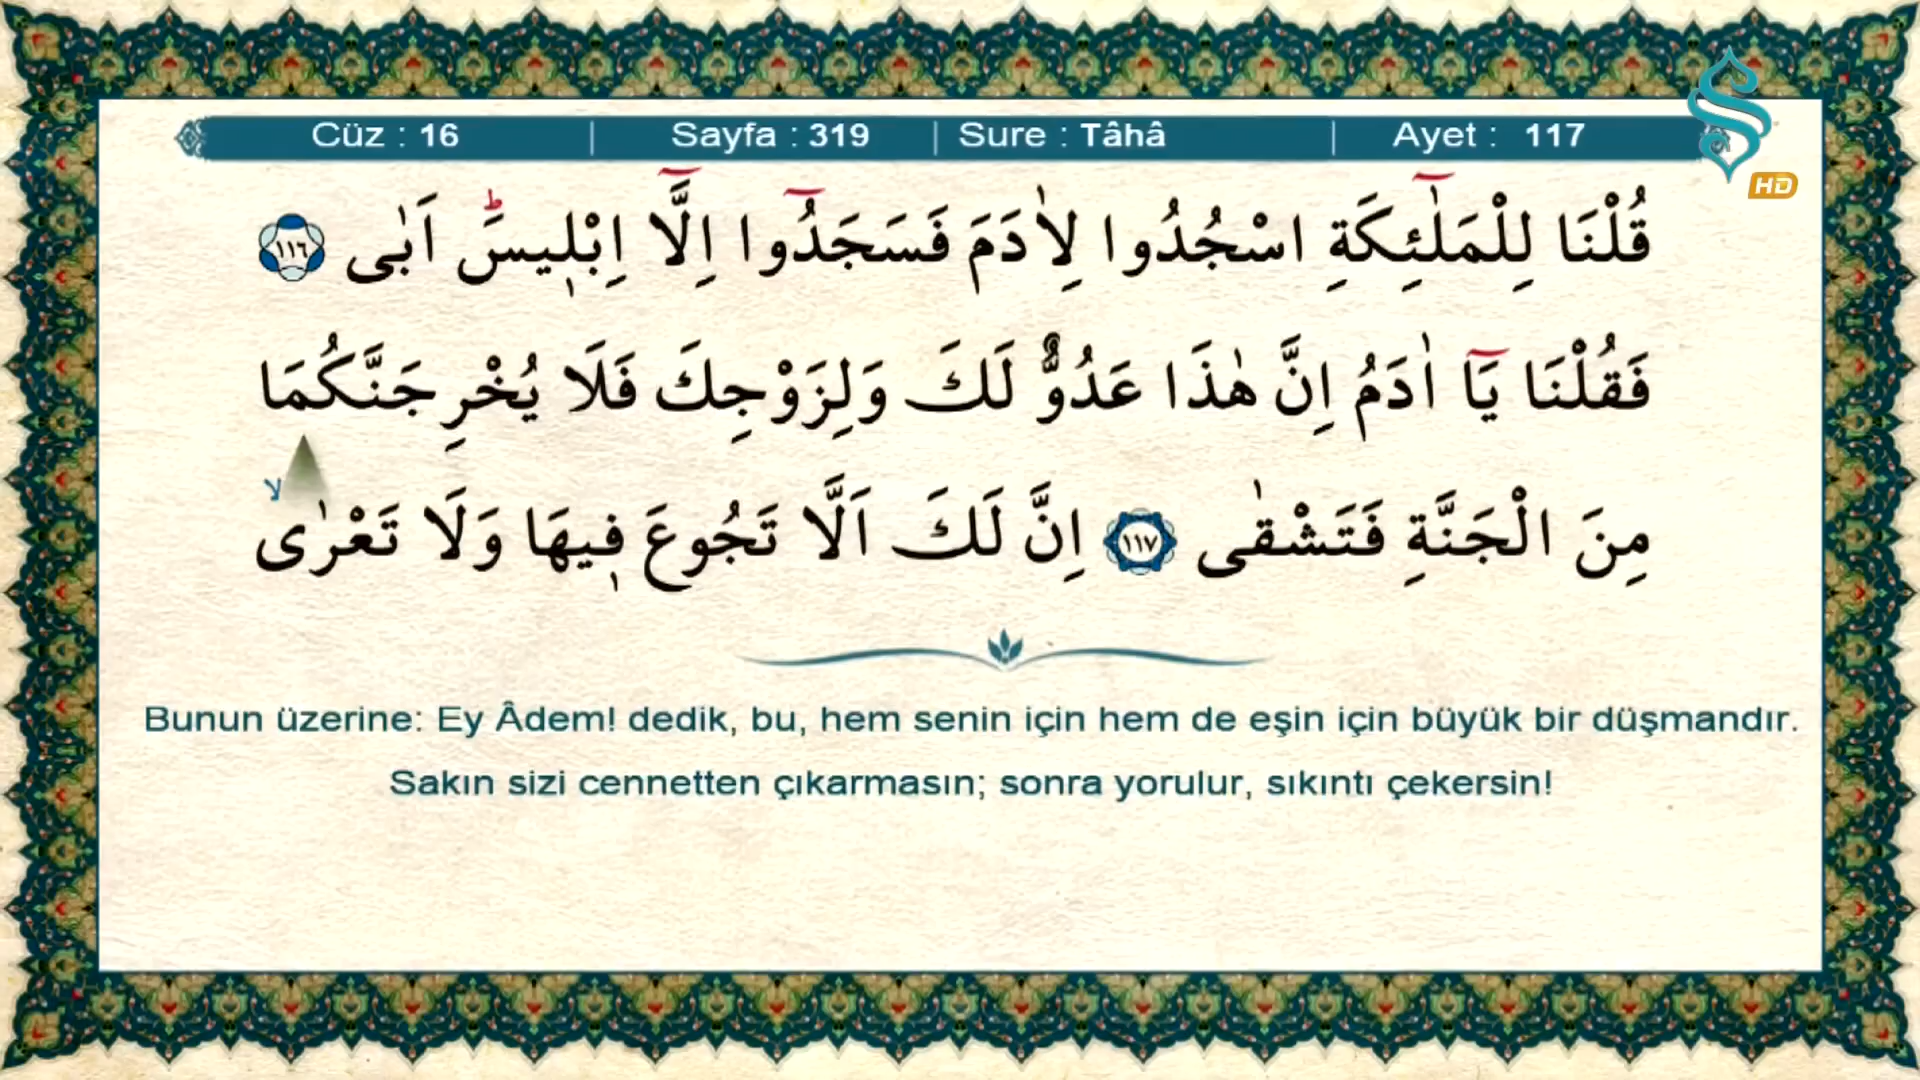 Cüz : 16 | Sayfa : 319 | Sure : Tâhâ | Ayet : 117
HD
قُلْنَا لِلْمَلٰٓئِكَةِ اسْجُدُوا لِاٰدَمَ فَسَجَدُٓوا اِلَّٓا اِبْلٖيسَۜ اَبٰى ١١٦
فَقُلْنَا يَٓا اٰدَمُ اِنَّ هٰذَا عَدُوٌّ لَكَ وَلِزَوْجِكَ فَلَا يُخْرِجَنَّكُمَا
مِنَ الْجَنَّةِ فَتَشْقٰى ١١٧ اِنَّ لَكَ اَلَّا تَجُوعَ فٖيهَا وَلَا تَعْرٰىۙ
Bunun üzerine: Ey Âdem! dedik, bu, hem senin için hem de eşin için büyük bir düşmandır.
Sakın sizi cennetten çıkarmasın; sonra yorulur, sıkıntı çekersin!